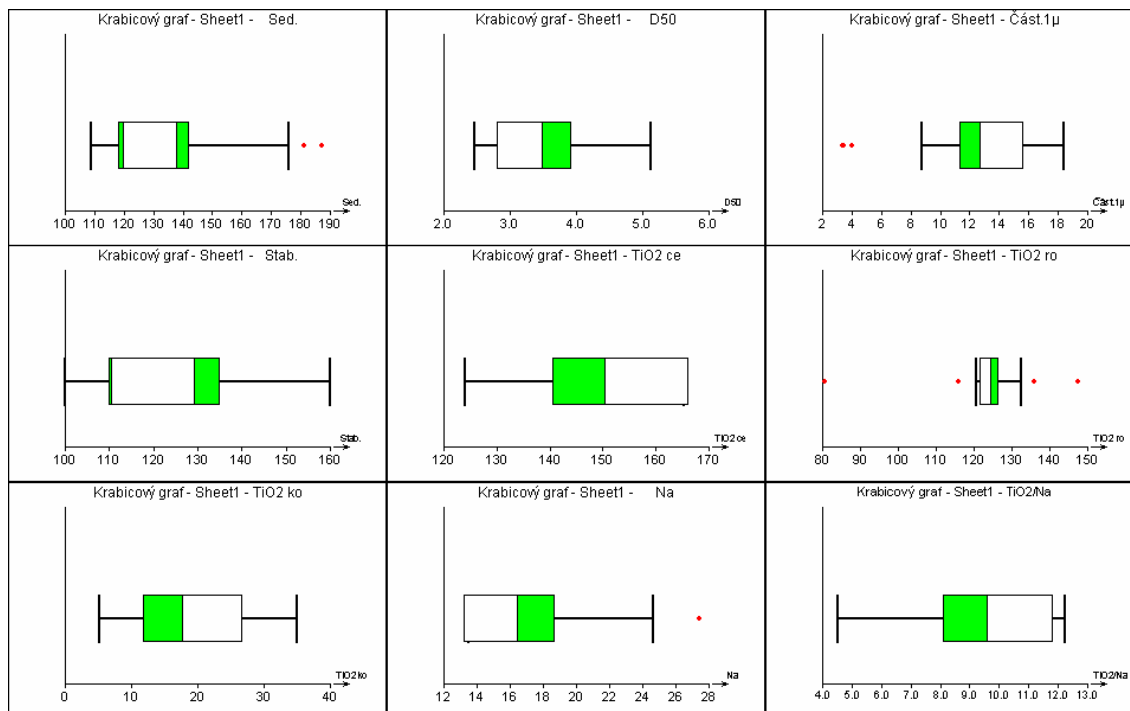 Krabicový graf - Sheet1 - Sed.
Sed.
100 110 120 130 140 150 160 170 180 190
Krabicový graf - Sheet1 - D50
D50
2.0 3.0 4.0 5.0 6.0
Krabicový graf - Sheet1 - Část.1µ
Část.1µ
2 4 6 8 10 12 14 16 18 20
Krabicový graf - Sheet1 - Stab.
Stab.
100 110 120 130 140 150 160
Krabicový graf - Sheet1 - TiO2 ce
TiO2 ce
120 130 140 150 160 170
Krabicový graf - Sheet1 - TiO2 ro
TiO2 ro
80 90 100 110 120 130 140 150
Krabicový graf - Sheet1 - TiO2 ko
TiO2 ko
0 10 20 30 40
Krabicový graf - Sheet1 - Na
Na
12 14 16 18 20 22 24 26 28
Krabicový graf - Sheet1 - TiO2/Na
TiO2/Na
4.0 5.0 6.0 7.0 8.0 9.0 10.0 11.0 12.0 13.0